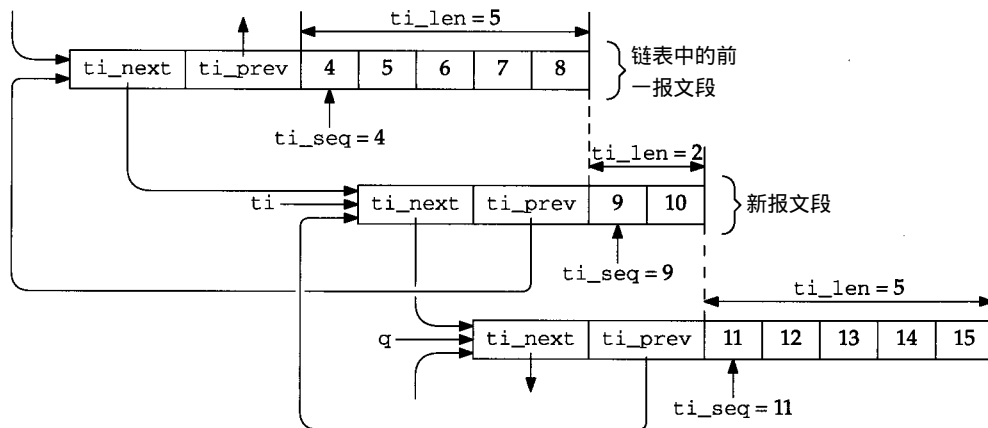 ti_len = 5
ti_next ti_prev 4 5 6 7 8
链表中的前
一报文段
ti_seq = 4
ti_len = 2
ti ti_next ti_prev 9 10
新报文段
ti_seq = 9
ti_len = 5
q ti_next ti_prev 11 12 13 14 15
ti_seq = 11